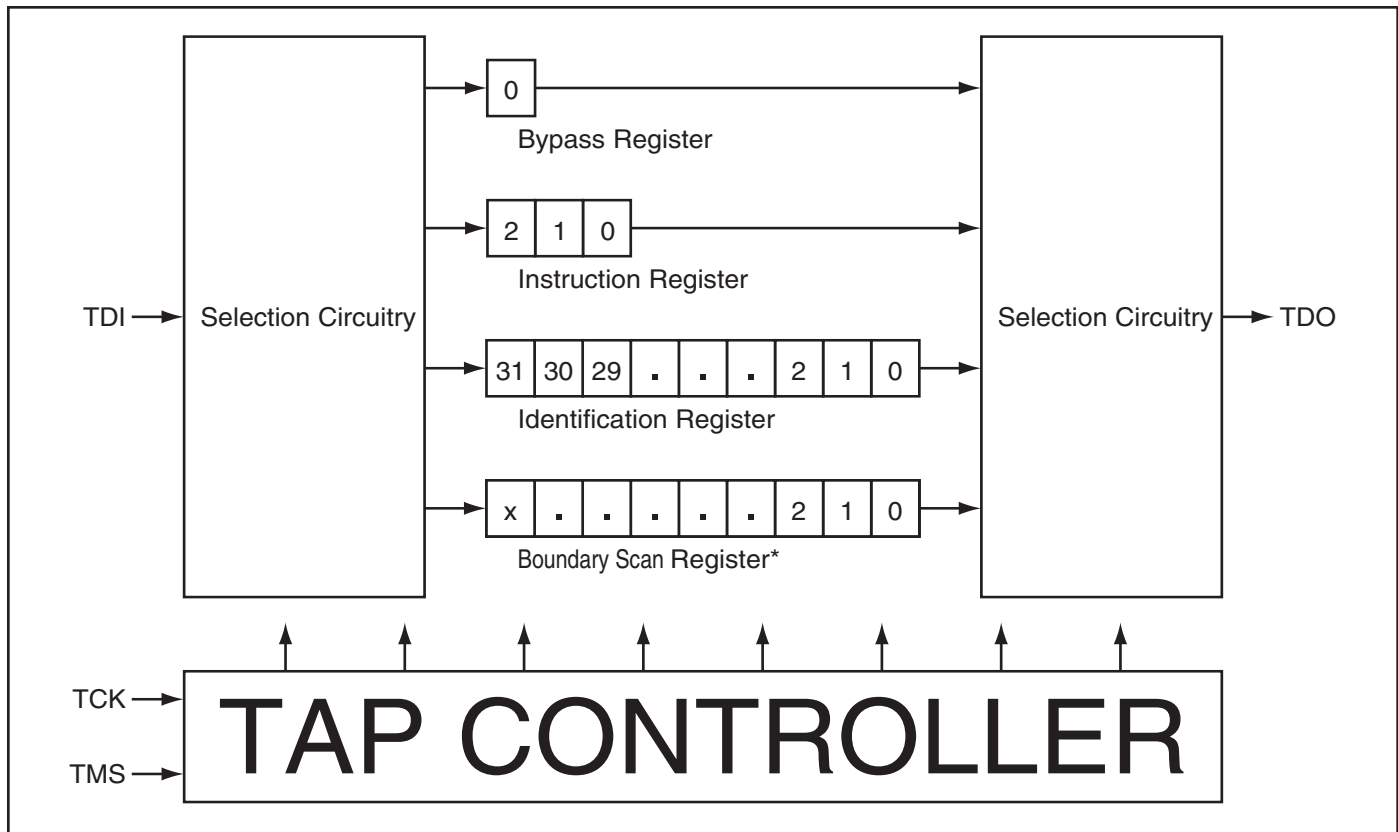 0
Bypass Register
2 1 0
Instruction Register
TDI
Selection Circuitry
Selection Circuitry
TDO
31 30 29 . . . 2 1 0
Identification Register
x . . . . . 2 1 0
Boundary Scan Register*
TCK
TMS
TAP CONTROLLER